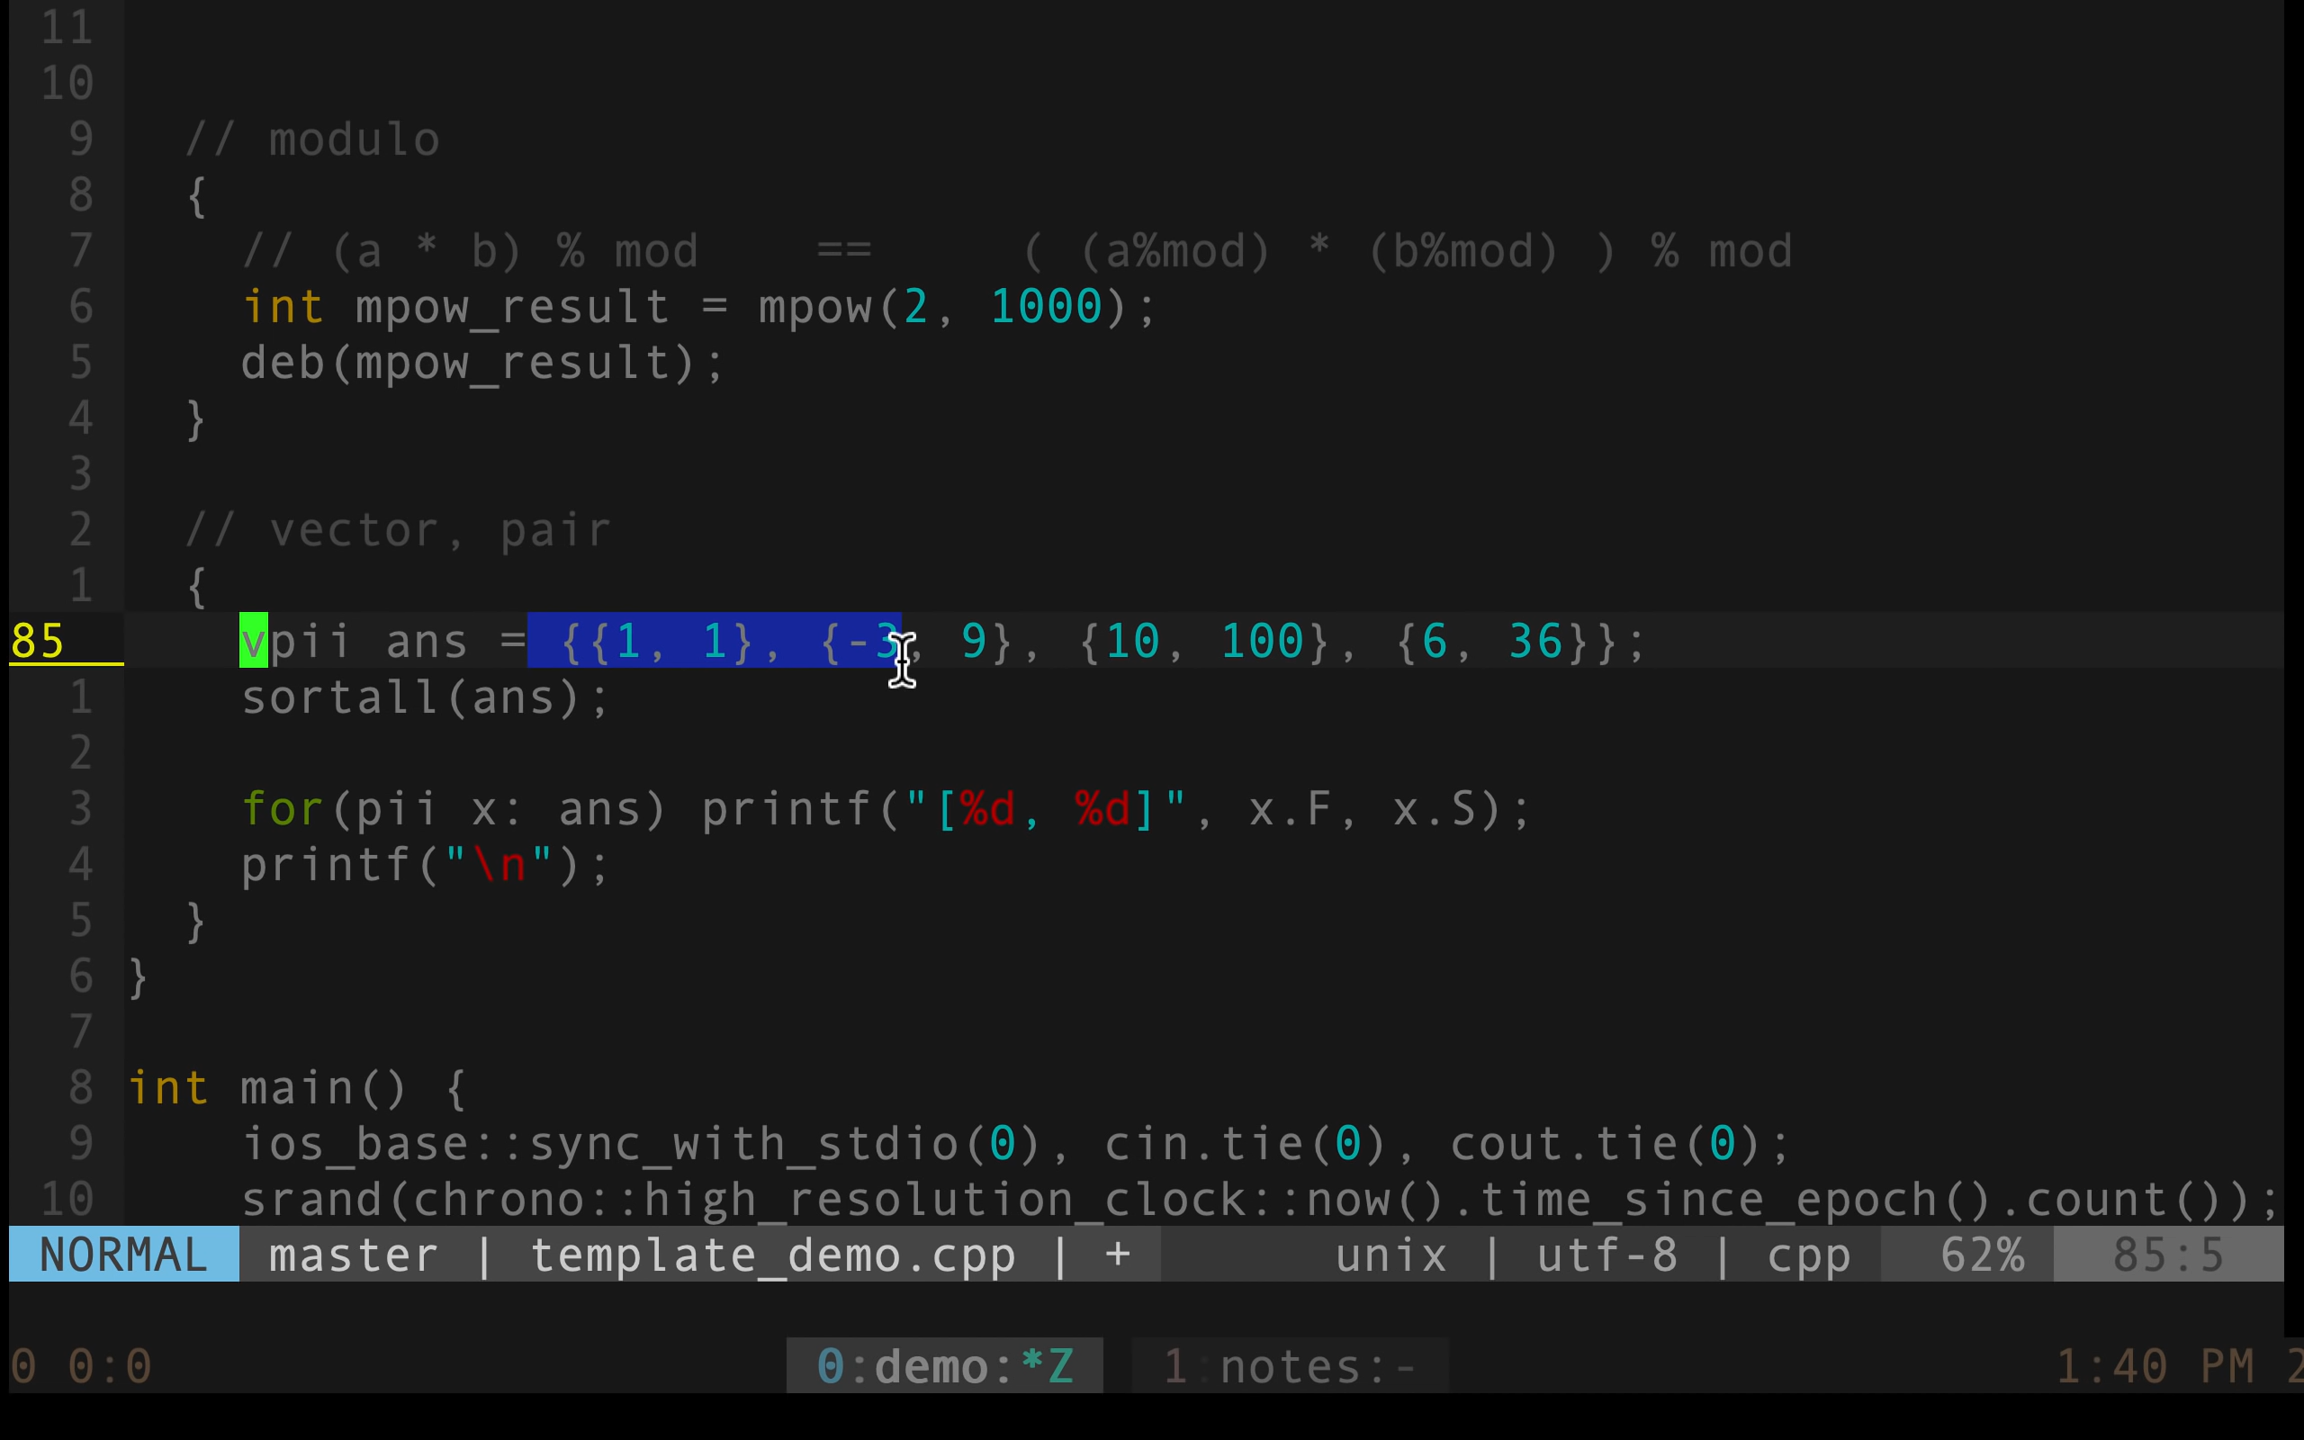 11
10
9 // modulo
8 {
7 // (a * b) % mod    ==     ( (a%mod) * (b%mod) ) % mod
6 int mpow_result = mpow(2, 1000);
5 deb(mpow_result);
4 }
3
2 // vector, pair
1 {
85 vpii ans = {{1, 1}, {-3, 9}, {10, 100}, {6, 36}};
1 sortall(ans);
2
3 for(pii x: ans) printf("[%d, %d]", x.F, x.S);
4 printf("\n");
5 }
6 }
7
8 int main() {
9 ios_base::sync_with_stdio(0), cin.tie(0), cout.tie(0);
10 srand(chrono::high_resolution_clock::now().time_since_epoch().count());
NORMAL master | template_demo.cpp | + unix | utf-8 | cpp 62% 85:5
0 0:0 0:demo:*Z 1:notes:- 1:40 PM 2